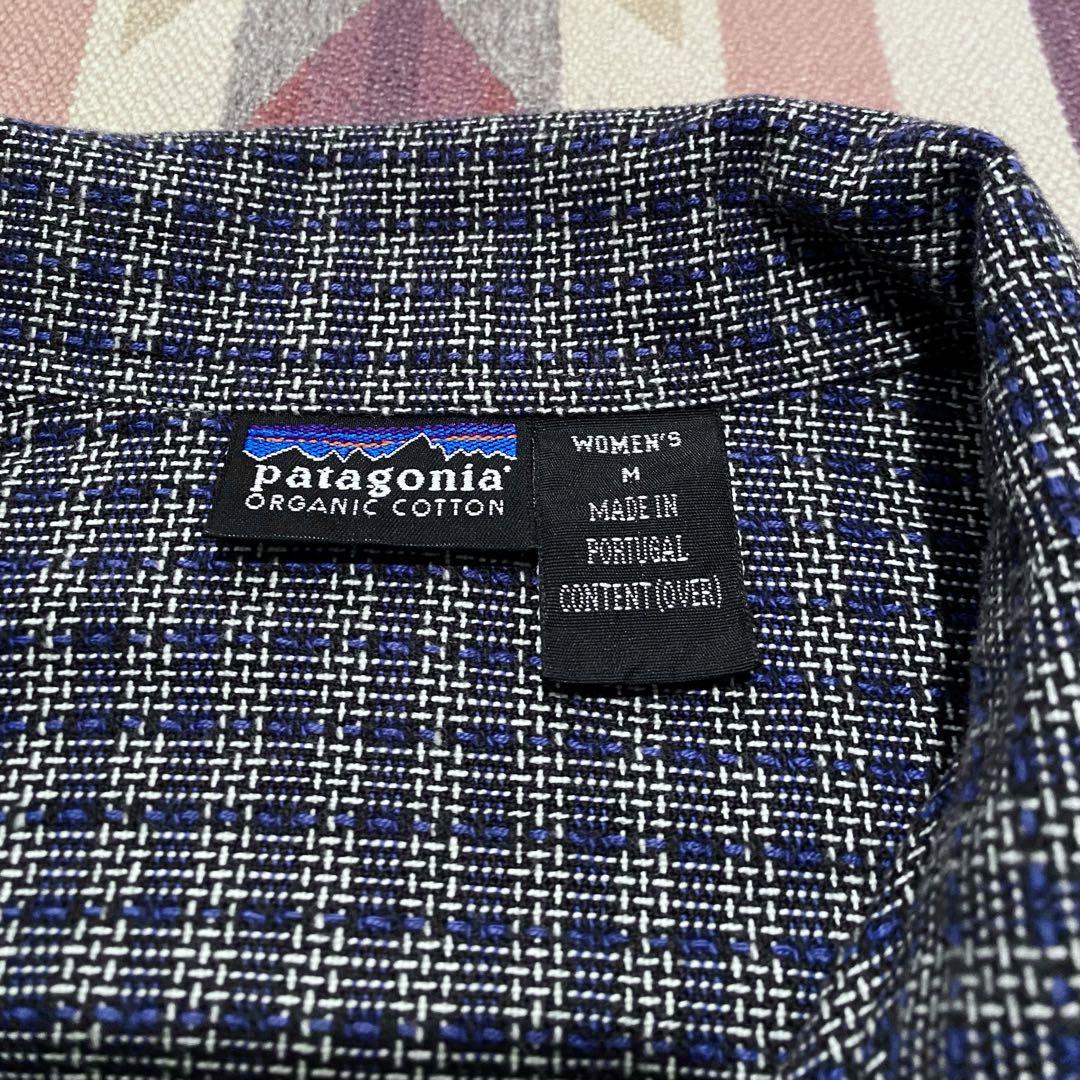 patagonia
ORGANIC COTTON
WOMEN'S
M
MADE IN
PORTUGAL
CONTENT (OVER)